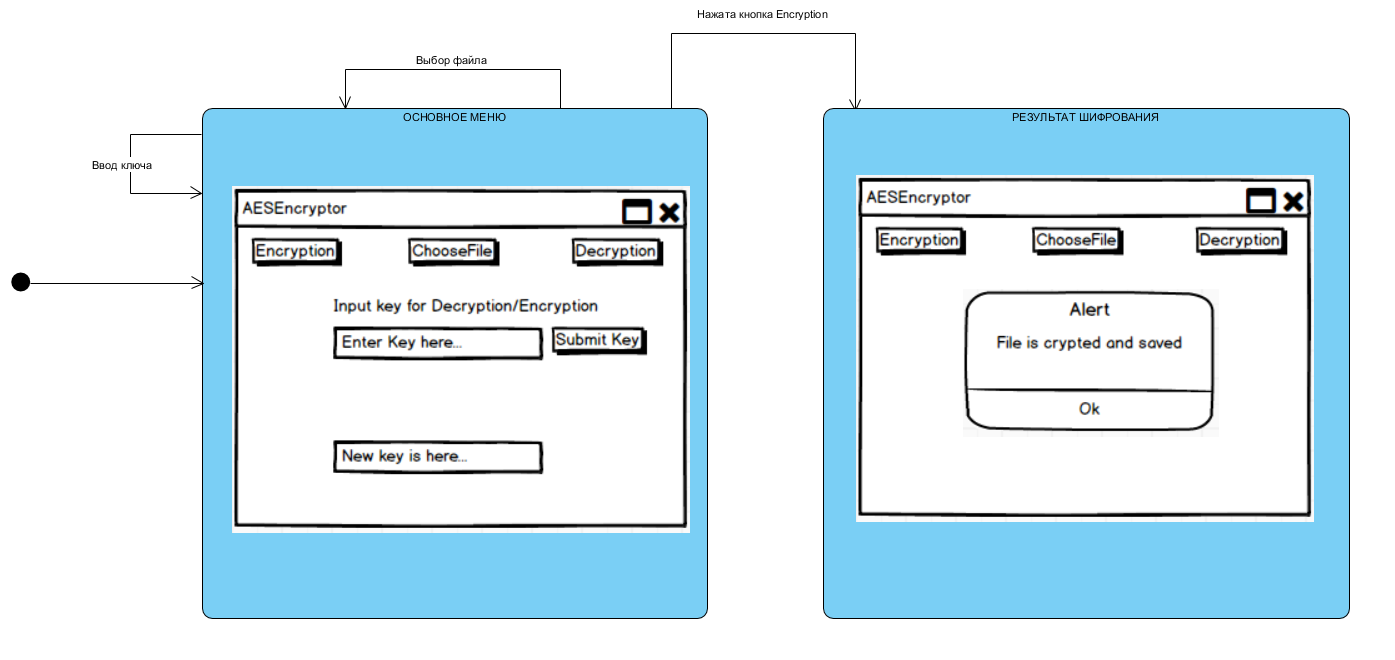 Нажата кнопка Encryption
Выбор файла
ОСНОВНОЕ МЕНЮ
Ввод ключа
AESEncryptor
Encryption
ChooseFile
Decryption
Input key for Decryption/Encryption
Enter Key here...
Submit Key
New key is here...
РЕЗУЛЬТАТ ШИФРОВАНИЯ
AESEncryptor
Encryption
ChooseFile
Decryption
Alert
File is crypted and saved
Ok